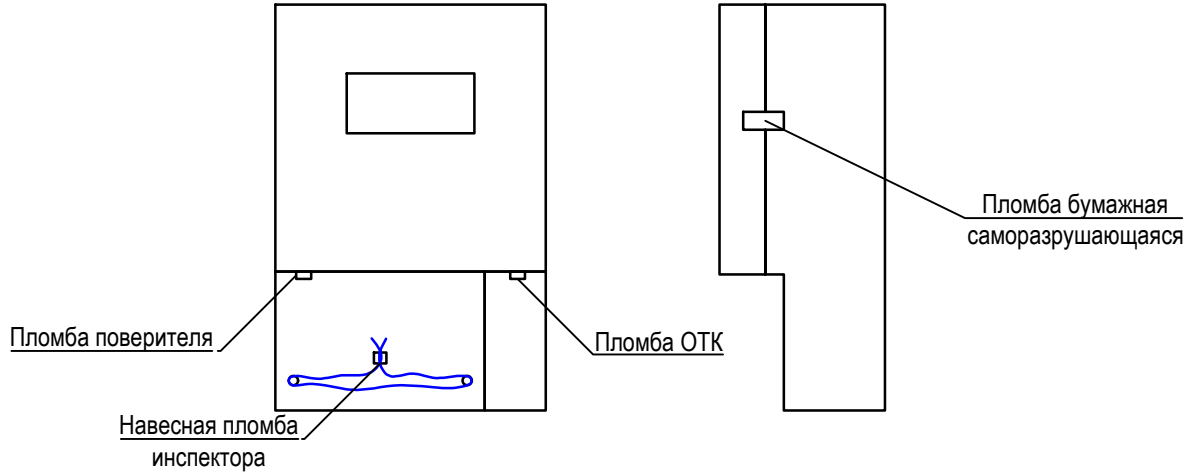 Пломба бумажная
саморазрушающаяся
Пломба поверителя
Пломба ОТК
Навесная пломба
инспектора